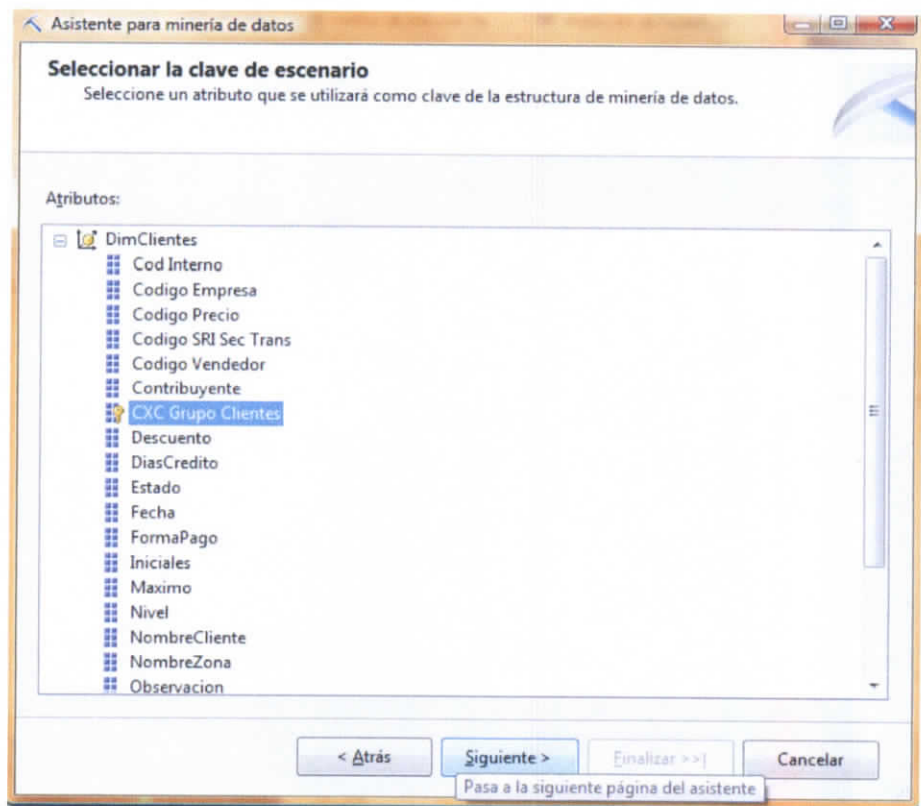 Asistente para minería de datos
Seleccionar la clave de escenario
Seleccione un atributo que se utilizará como clave de la estructura de minería de datos.
Atributos:
DimClientes
Cod Interno
Codigo Empresa
Codigo Precio
Codigo SRI Sec Trans
Codigo Vendedor
Contribuyente
CXC Grupo Clientes
Descuento
DiasCredito
Estado
Fecha
FormaPago
Iniciales
Maximo
Nivel
NombreCliente
NombreZona
Observacion
< Atrás Siguiente > Finalizar >>| Cancelar
Pasa a la siguiente página del asistente